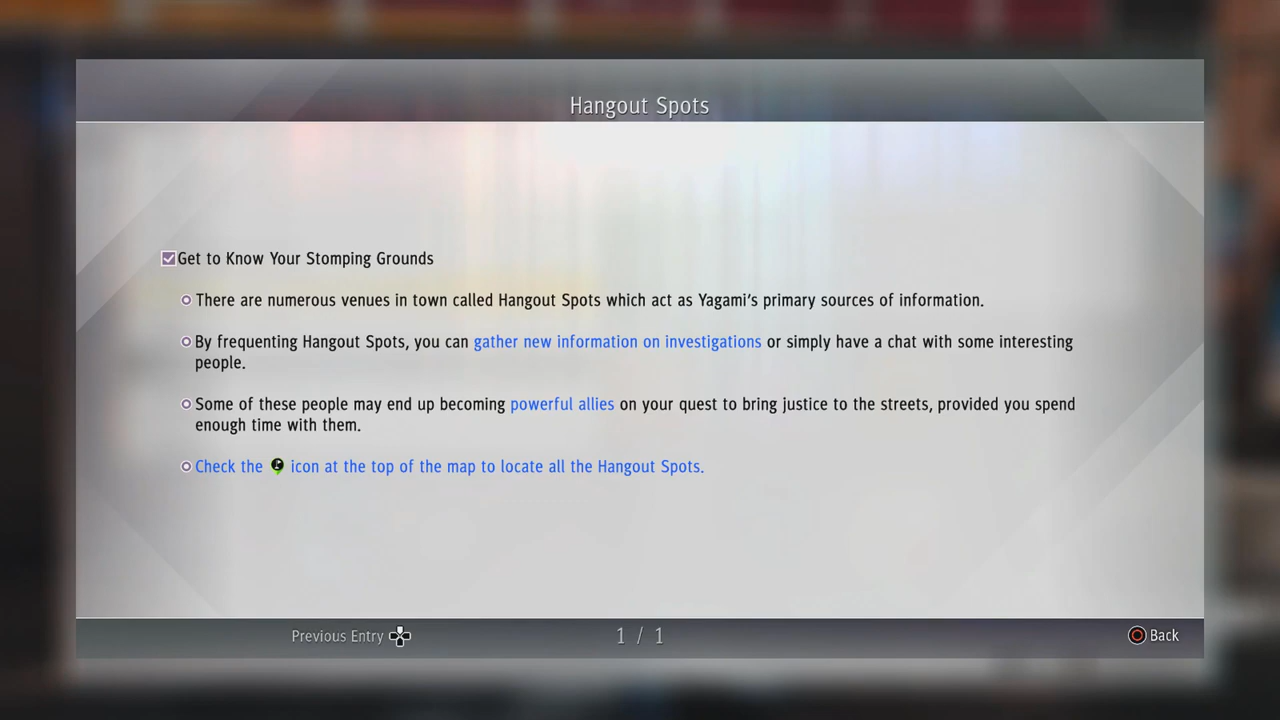 Hangout Spots
Get to Know Your Stomping Grounds
There are numerous venues in town called Hangout Spots which act as Yagami's primary sources of information.
By frequenting Hangout Spots, you can gather new information on investigations or simply have a chat with some interesting
people.
Some of these people may end up becoming powerful allies on your quest to bring justice to the streets, provided you spend
enough time with them.
Check the icon at the top of the map to locate all the Hangout Spots.
Previous Entry 1 / 1 Back